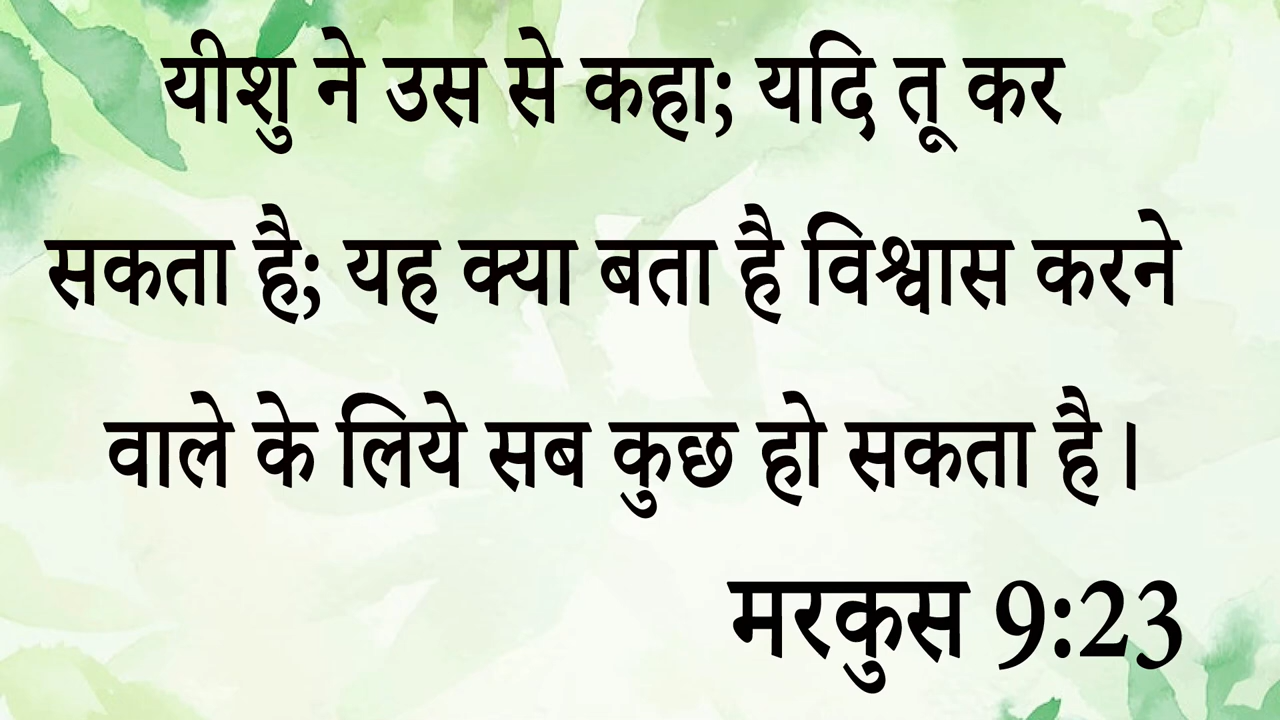 यीशु ने उस से कहा; यदि तू कर
सकता है; यह क्या बता है विश्वास करने
वाले के लिये सब कुछ हो सकता है।
मरकुस 9:23